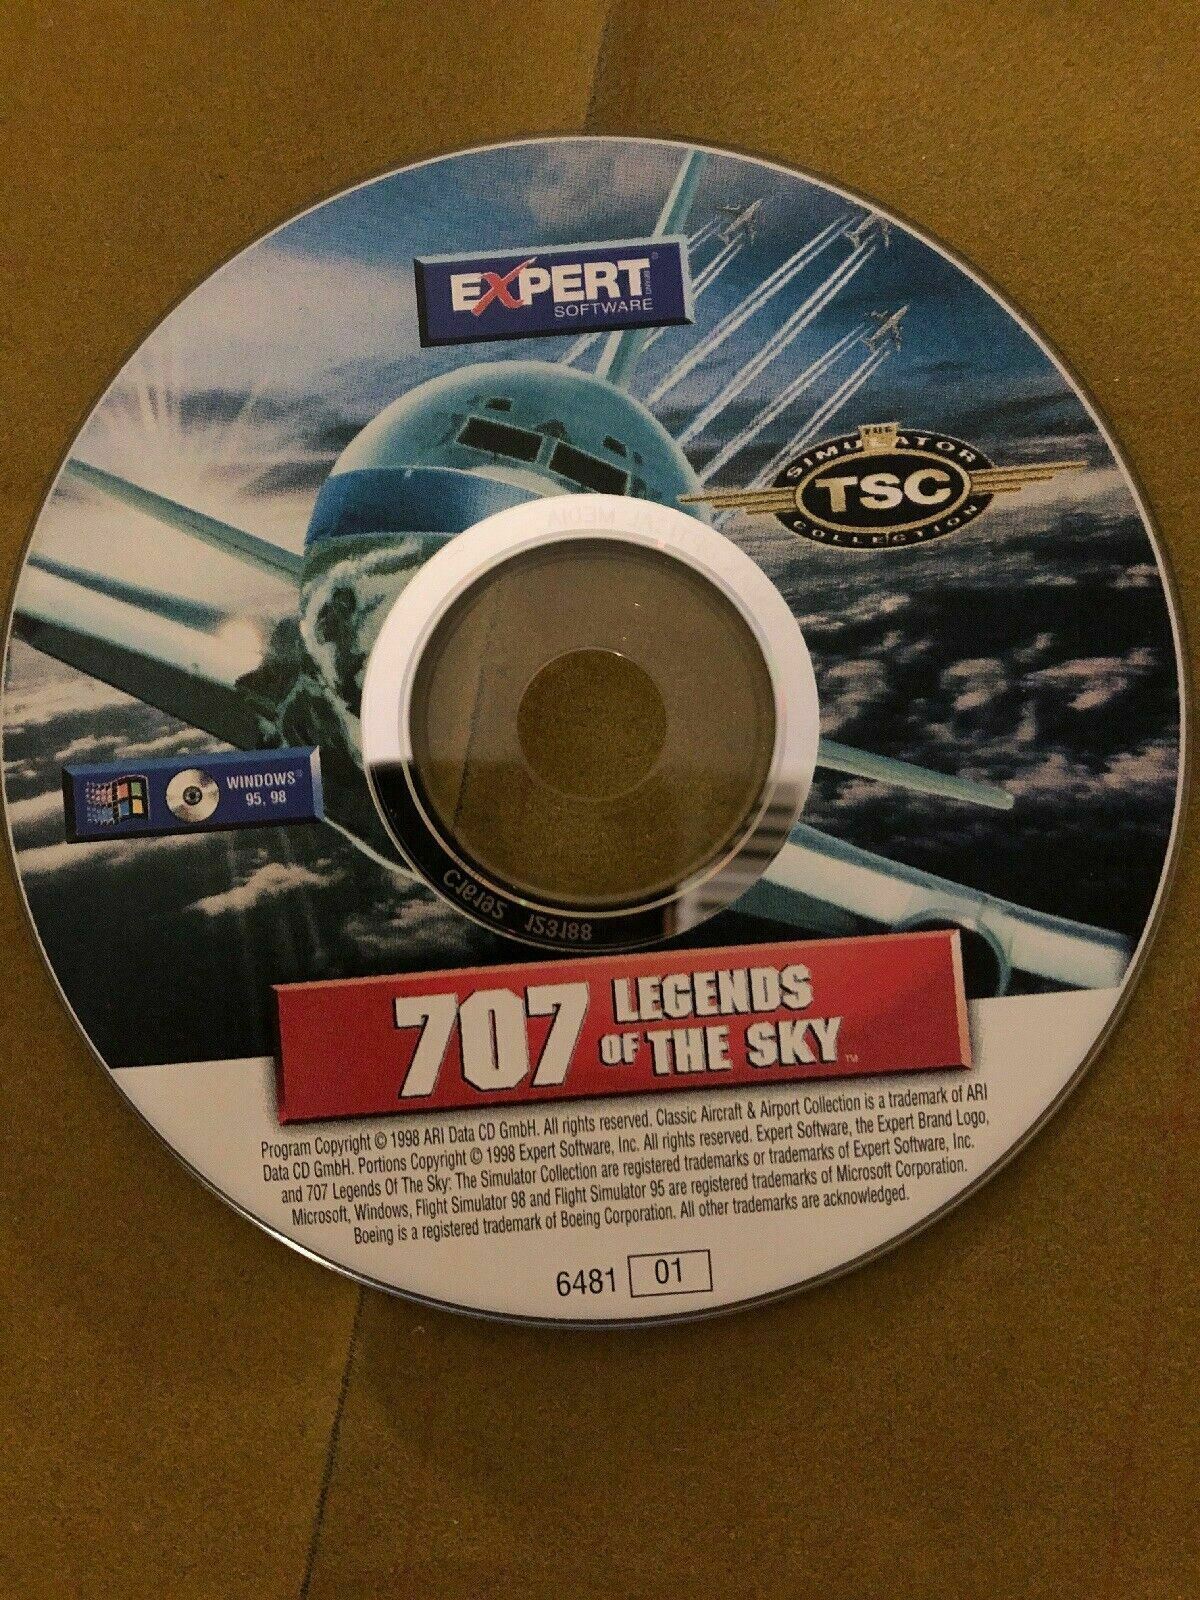 EXPERT
SOFTWARE
THE
SIMULATOR
TSC
COLLECTION
WINDOWS®
95, 98
707 LEGENDS
OF THE SKY™
Program Copyright © 1998 ARI Data CD GmbH. All rights reserved. Classic Aircraft & Airport Collection is a trademark of ARI
Data CD GmbH. Portions Copyright © 1998 Expert Software, Inc. All rights reserved. Expert Software, the Expert Brand Logo,
and 707 Legends Of The Sky: The Simulator Collection are registered trademarks or trademarks of Expert Software, Inc.
Microsoft, Windows, Flight Simulator 98 and Flight Simulator 95 are registered trademarks of Microsoft Corporation.
Boeing is a registered trademark of Boeing Corporation. All other trademarks are acknowledged.
6481 01